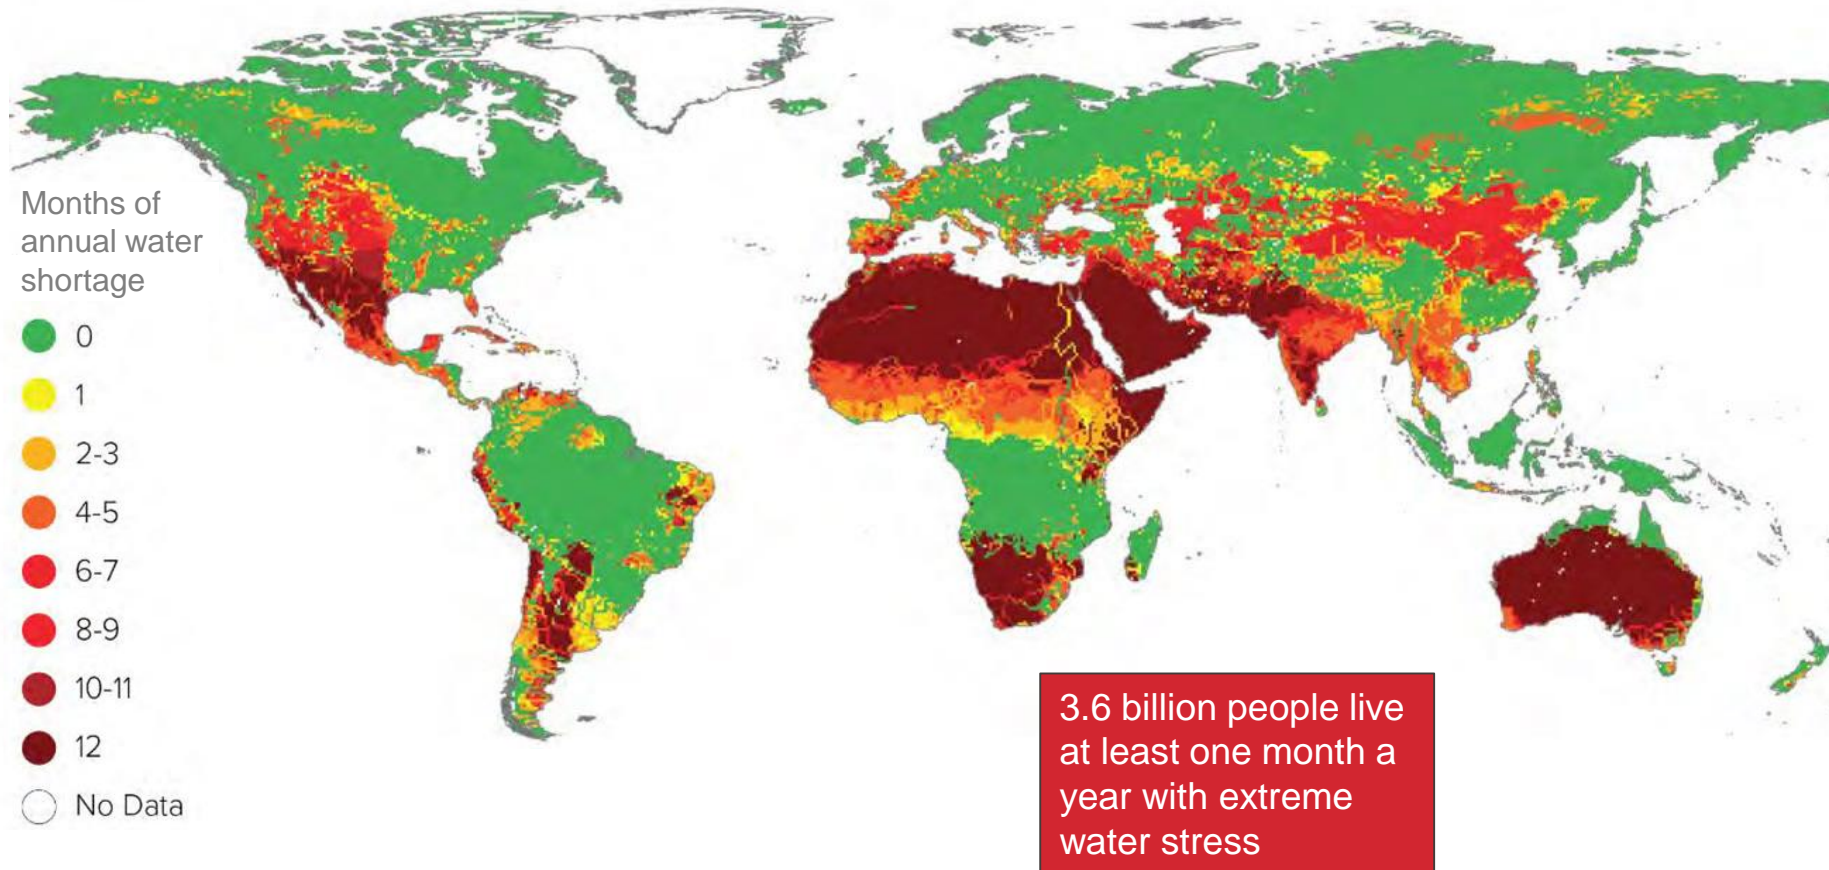 Months of
annual water
shortage
0
1
2-3
4-5
6-7
8-9
10-11
12
No Data
3.6 billion people live
at least one month a
year with extreme
water stress